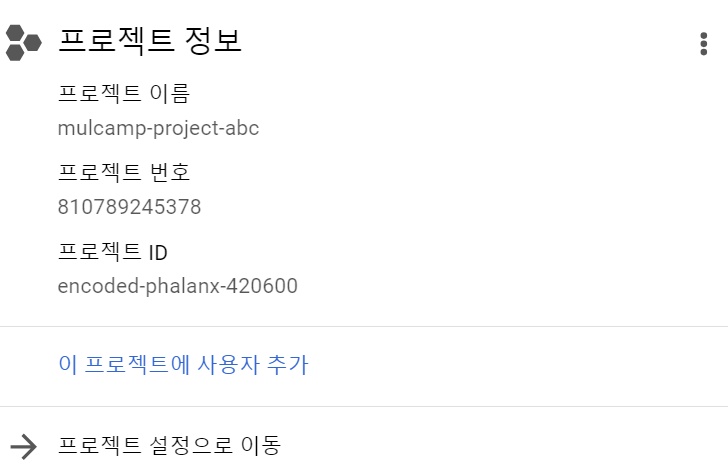 프로젝트 정보
프로젝트 이름
mulcamp-project-abc
프로젝트 번호
810789245378
프로젝트 ID
encoded-phalanx-420600
이 프로젝트에 사용자 추가
프로젝트 설정으로 이동